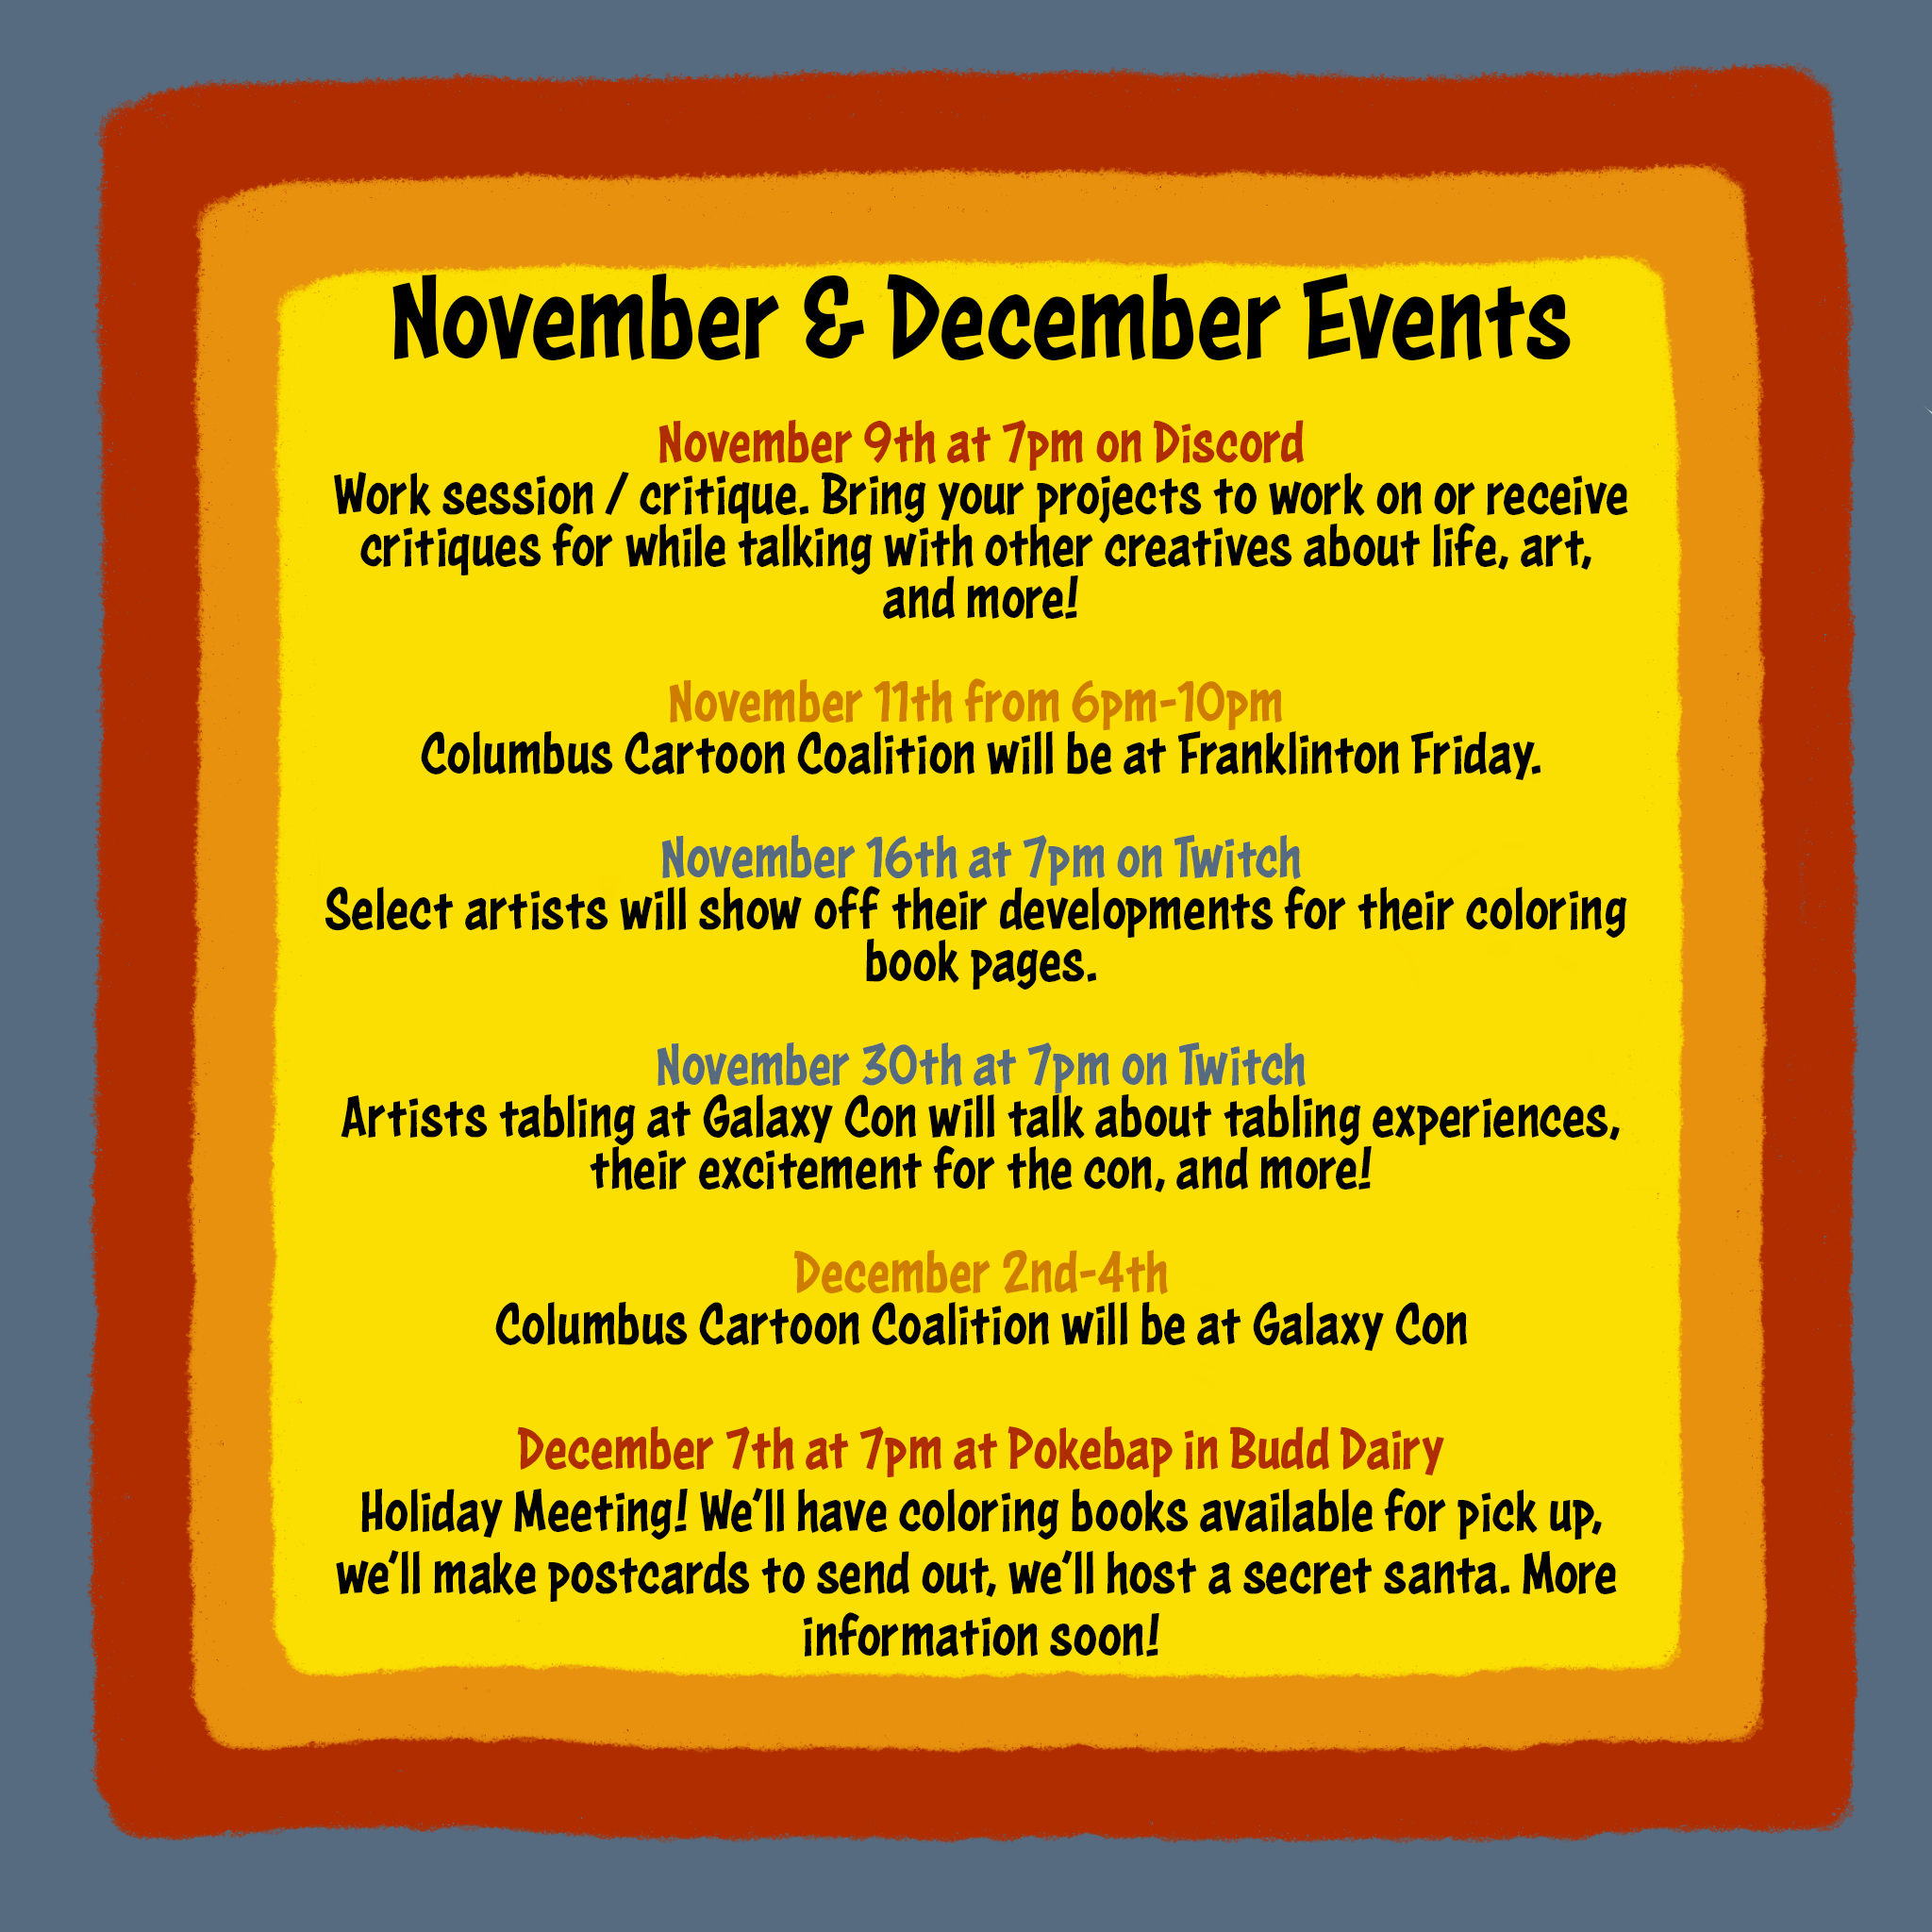 November & December Events
November 9th at 7pm on Discord
Work session / critique. Bring your projects to work on or receive
critiques for while talking with other creatives about life, art,
and more!
November 11th from 6pm-10pm
Columbus Cartoon Coalition will be at Franklinton Friday.
November 16th at 7pm on Twitch
Select artists will show off their developments for their coloring
book pages.
November 30th at 7pm on Twitch
Artists tabling at Galaxy Con will talk about tabling experiences,
their excitement for the con, and more!
December 2nd-4th
Columbus Cartoon Coalition will be at Galaxy Con
December 7th at 7pm at Pokebap in Budd Dairy
Holiday Meeting! We'll have coloring books available for pick up,
we'll make postcards to send out, we'll host a secret santa. More
information soon!